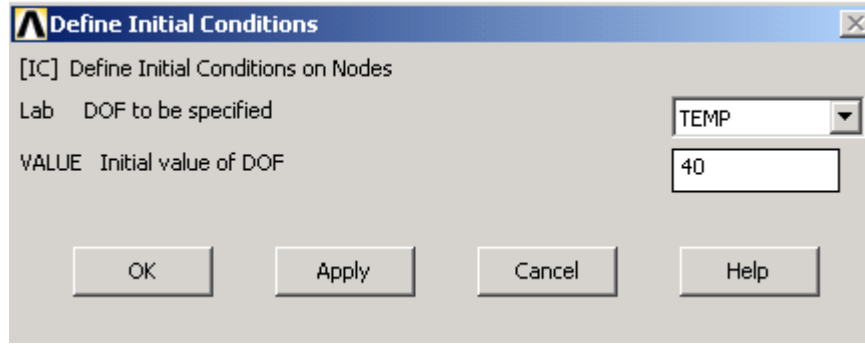 Define Initial Conditions
[IC] Define Initial Conditions on Nodes
Lab DOF to be specified TEMP
VALUE Initial value of DOF 40
OK Apply Cancel Help